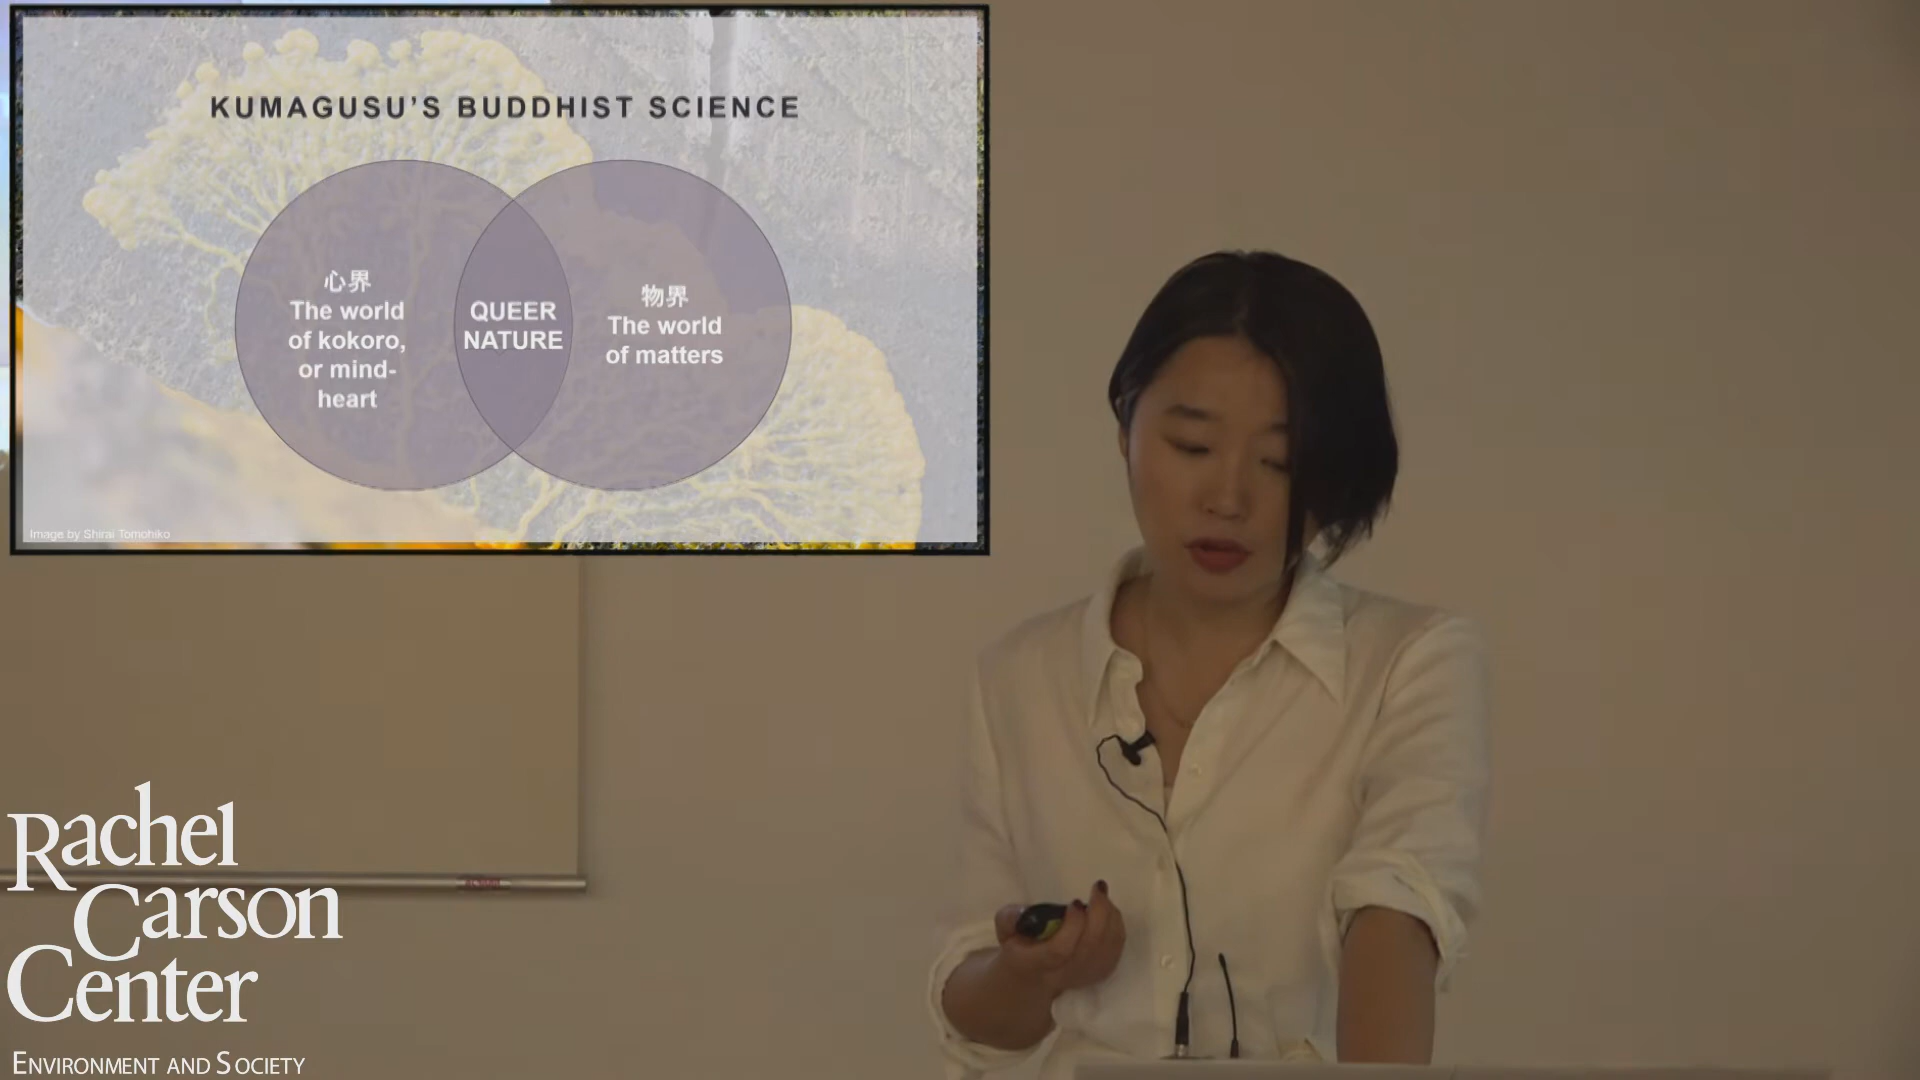 KUMAGUSU’S BUDDHIST SCIENCE
心界
The world
of kokoro,
or mind-
heart
QUEER
NATURE
物界
The world
of matters
Image by Shirai Tomohiko
Rachel
Carson
Center
ENVIRONMENT AND SOCIETY